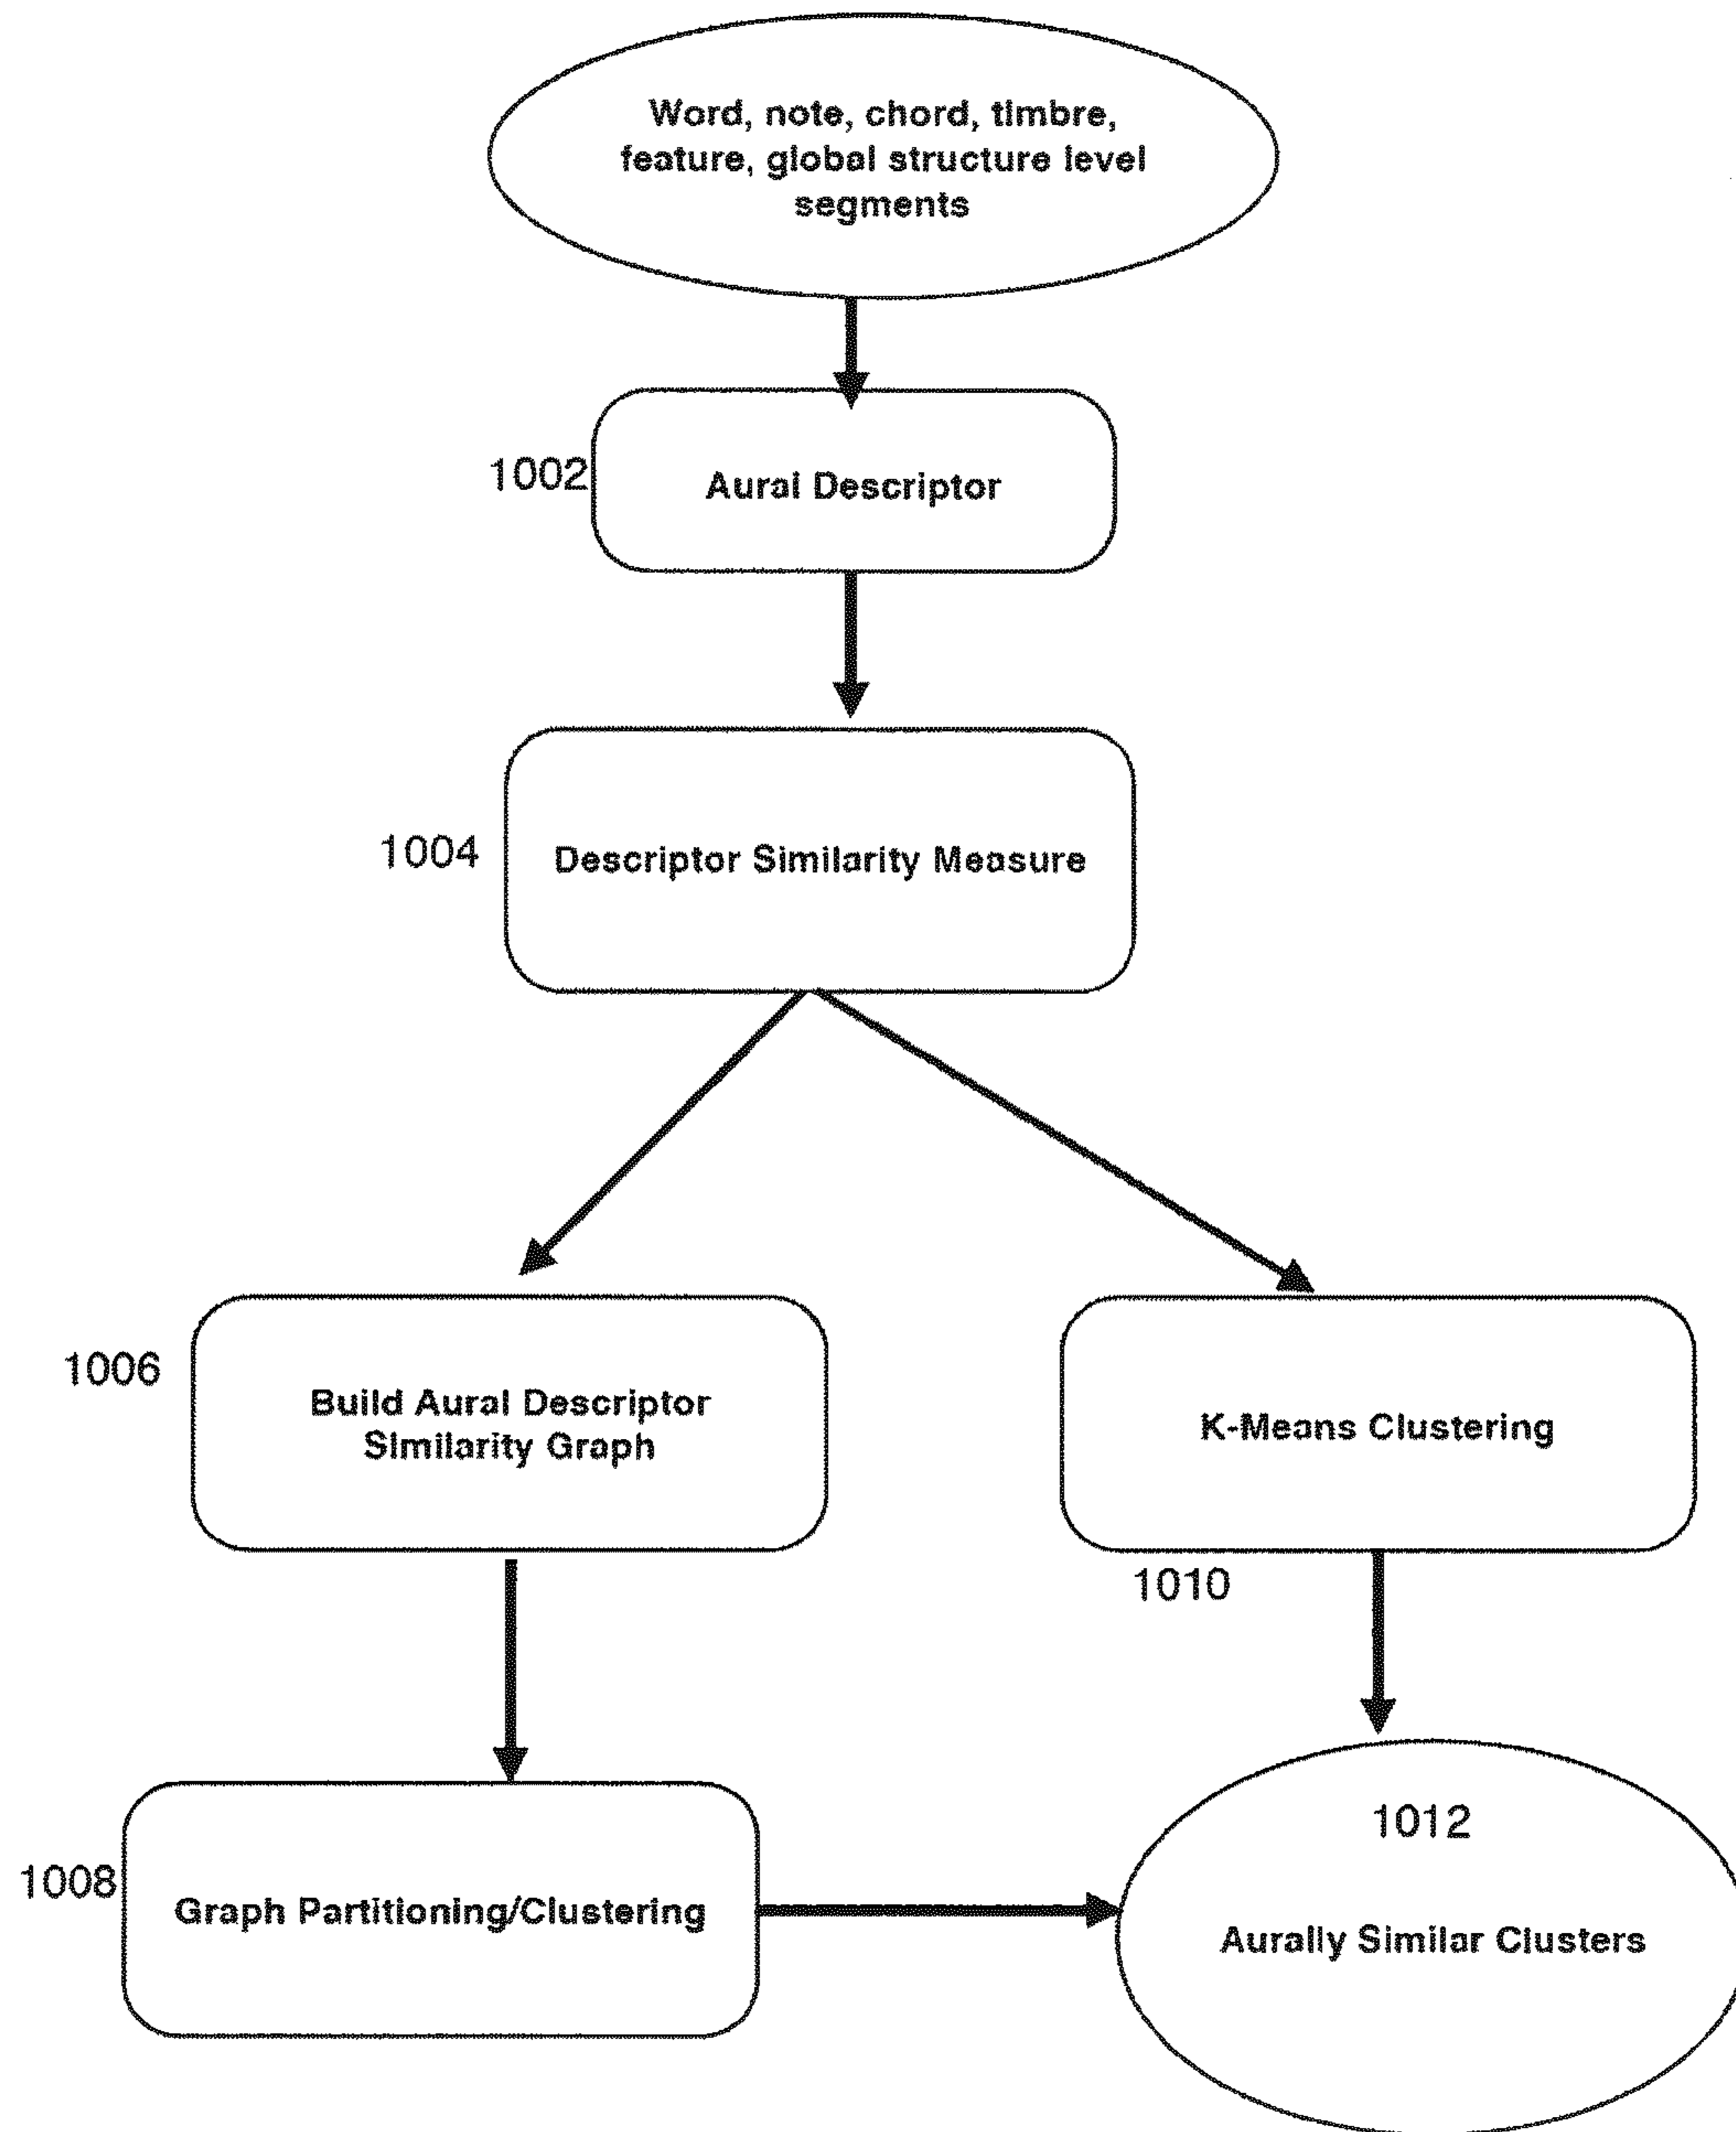 Word, note, chord, timbre,
feature, global structure level
segments
1002
Aural Descriptor
1004
Descriptor Similarity Measure
1006
Build Aural Descriptor
Similarity Graph
K-Means Clustering
1010
1008
Graph Partitioning/Clustering
1012
Aurally Similar Clusters